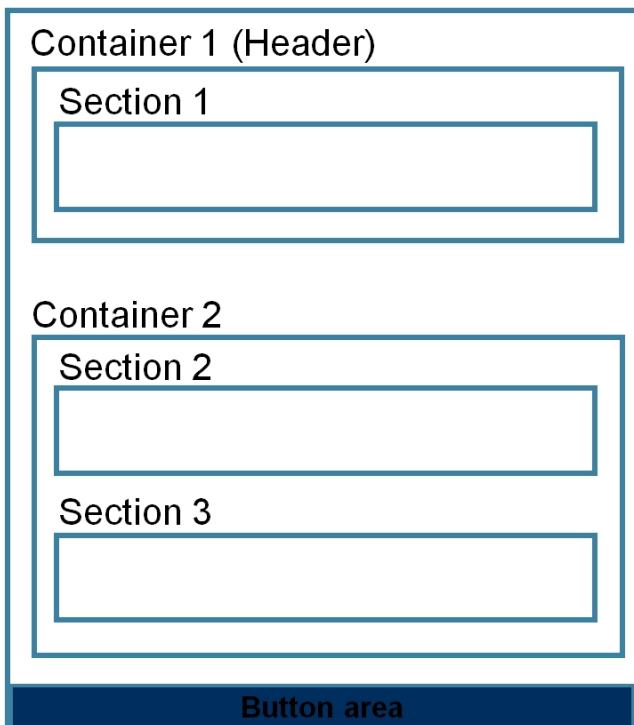 Container 1 (Header)
Section 1
Container 2
Section 2
Section 3
Button area